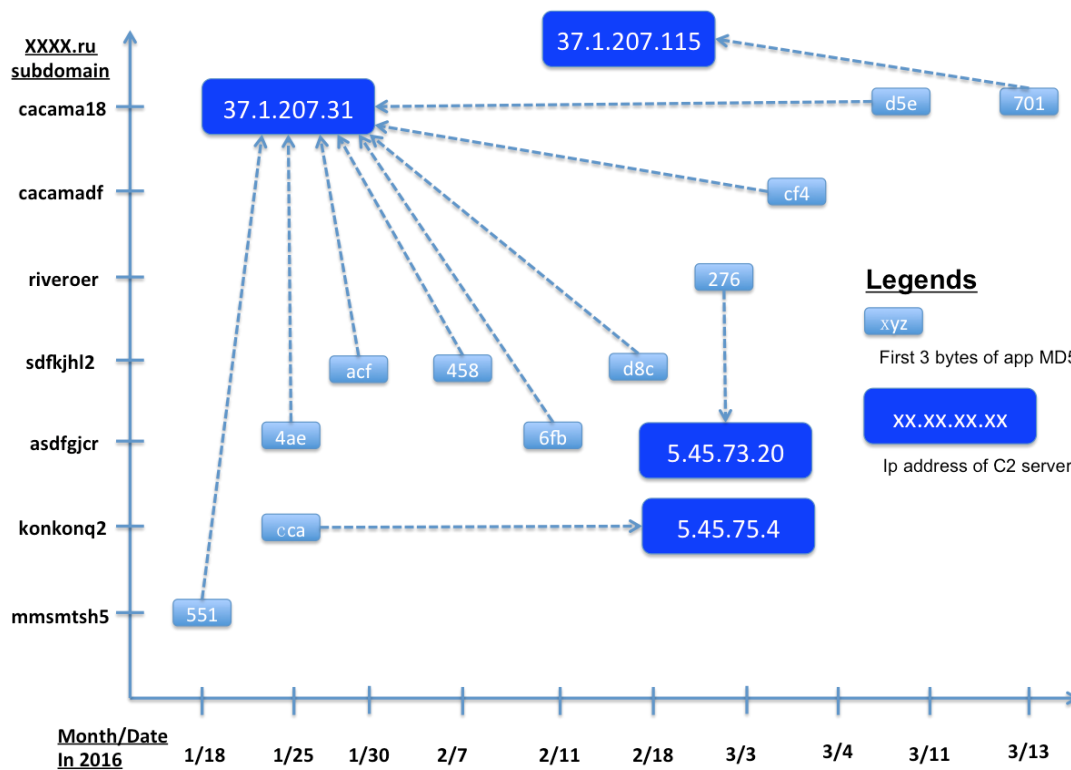 XXXX.ru
subdomain
37.1.207.115
cacama18
37.1.207.31
d5e
701
cacamadf
cf4
riveroer
276
Legends
xyz
First 3 bytes of app MD5
sdfkjhl2
acf
458
d8c
xx.xx.xx.xx
Ip address of C2 server
asdfgjcr
4ae
6fb
5.45.73.20
konkonq2
cca
5.45.75.4
mmsmtsh5
551
Month/Date
In 2016
1/18
1/25
1/30
2/7
2/11
2/18
3/3
3/4
3/11
3/13